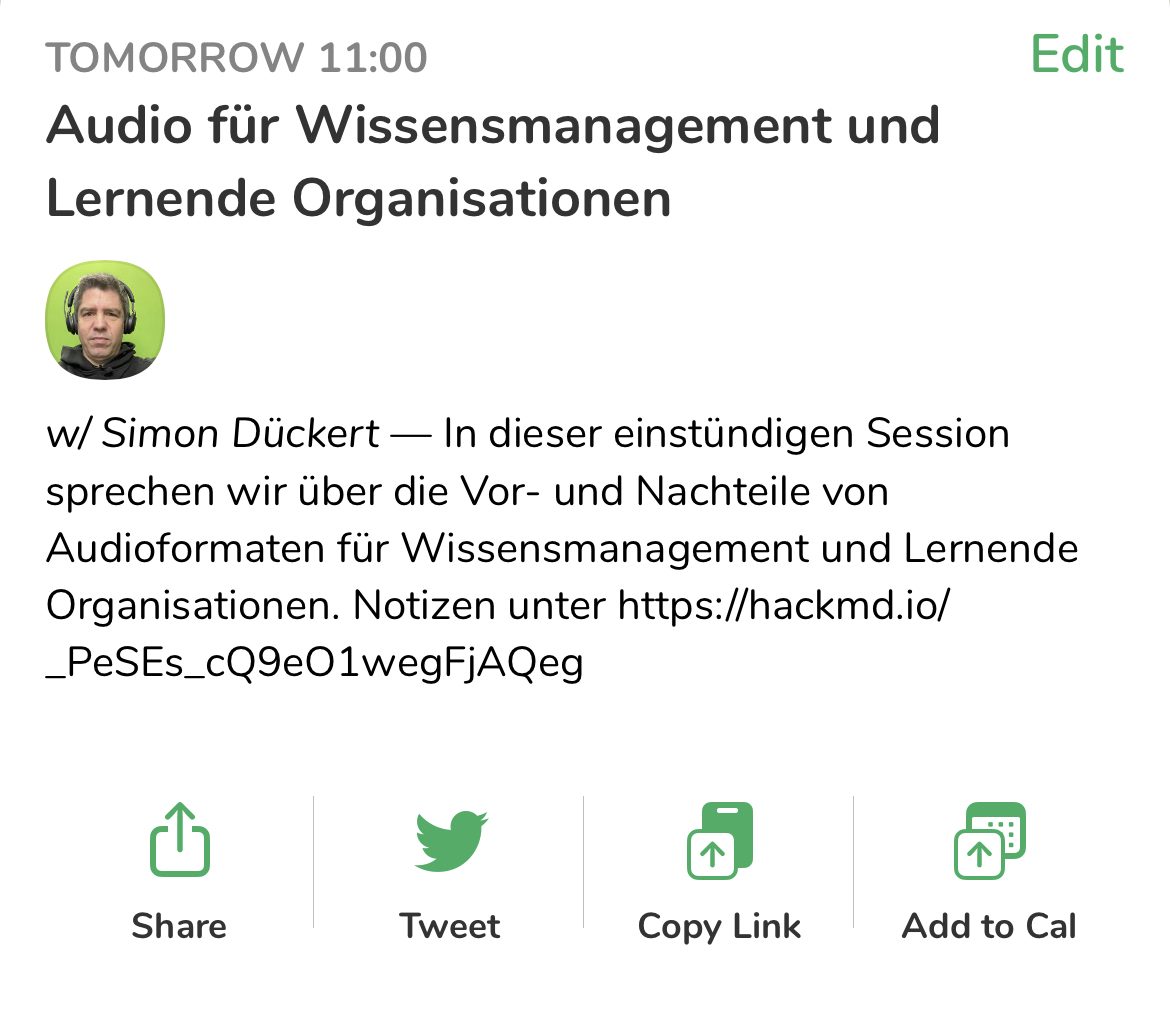 TOMORROW 11:00
Edit
Audio für Wissensmanagement und
Lernende Organisationen
w/ Simon Dückert — In dieser einstündigen Session
sprechen wir über die Vor- und Nachteile von
Audioformaten für Wissensmanagement und Lernende
Organisationen. Notizen unter https://hackmd.io/
_PeSEs_cQ9eO1wegFjAQeg
Share
Tweet
Copy Link
Add to Cal